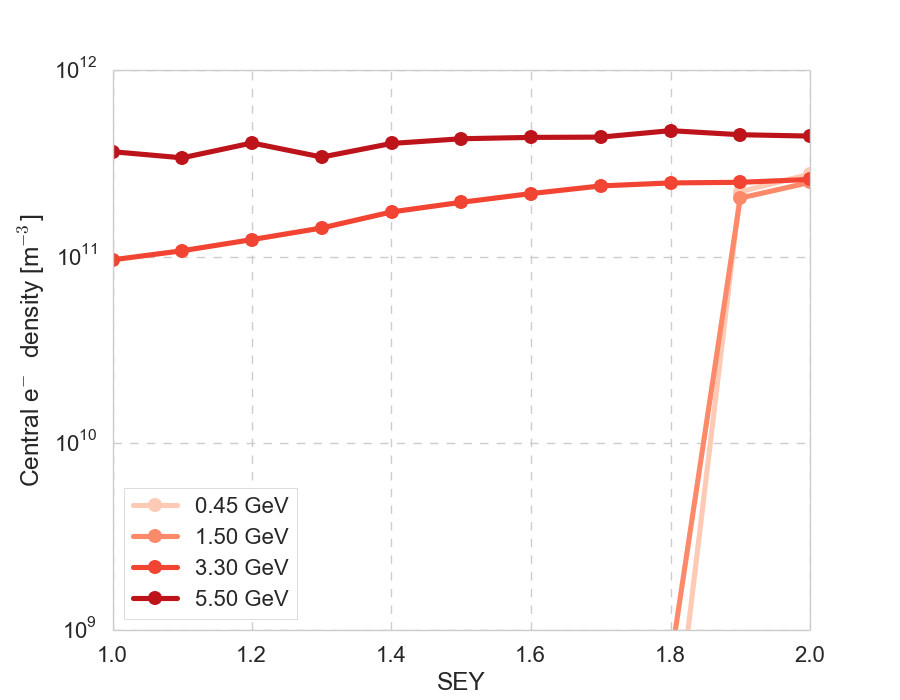 10¹²
10¹¹
10¹⁰
10⁹
Central e⁻ density [m⁻³]
0.45 GeV
1.50 GeV
3.30 GeV
5.50 GeV
1.0 1.2 1.4 1.6 1.8 2.0
SEY